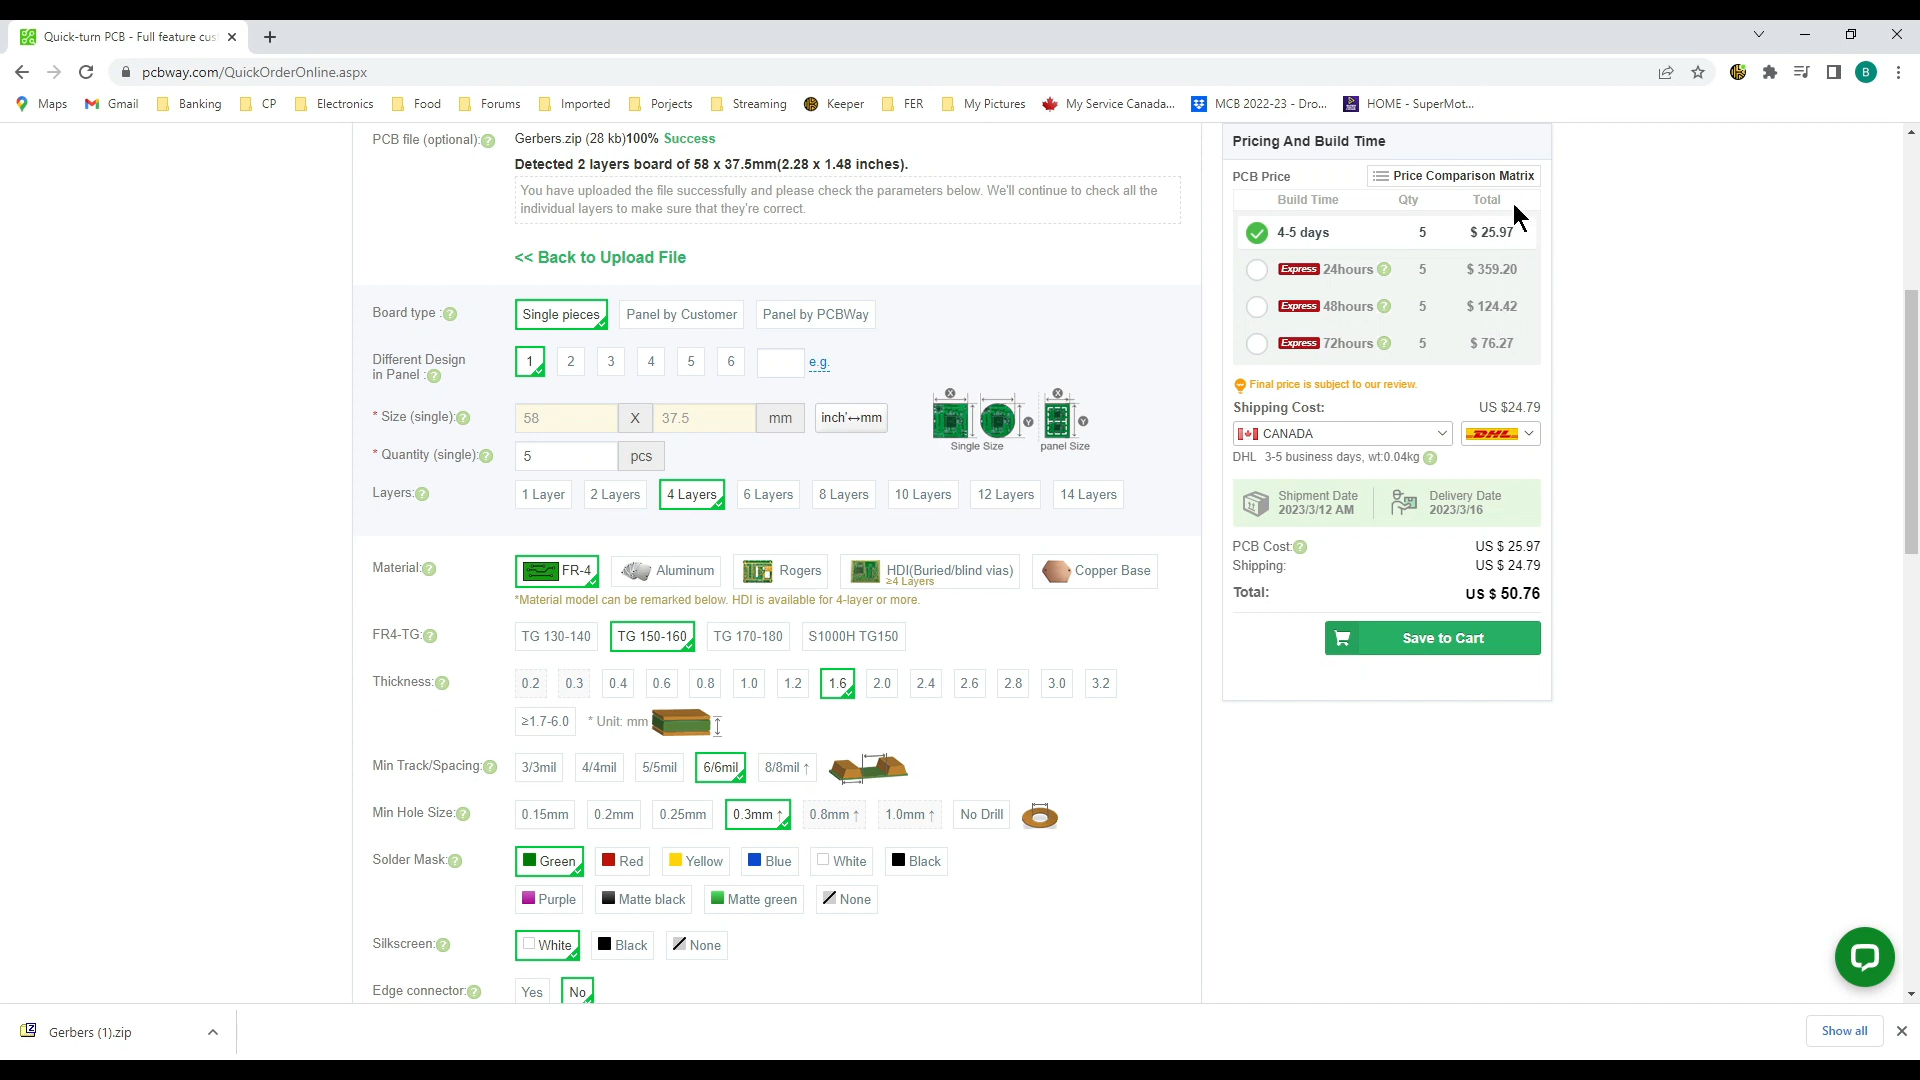 Quick-turn PCB - Full feature cus
pcbway.com/QuickOrderOnline.aspx
B
Maps Gmail Banking CP Electronics Food Forums Imported Porjects Streaming Keeper FER My Pictures My Service Canada... MCB 2022-23 - Dro... HOME - SuperMot...
PCB file (optional):? Gerbers.zip (28 kb)100% Success
Detected 2 layers board of 58 x 37.5mm(2.28 x 1.48 inches).
You have uploaded the file successfully and please check the parameters below. We'll continue to check all the
individual layers to make sure that they're correct.
<< Back to Upload File
Board type :? Single pieces Panel by Customer Panel by PCBWay
Different Design
in Panel :? 1 2 3 4 5 6 e.g.
* Size (single):? 58 X 37.5 mm inch'↔mm
X X Y Y
Single Size panel Size
* Quantity (single):? 5 pcs
Layers:? 1 Layer 2 Layers 4 Layers 6 Layers 8 Layers 10 Layers 12 Layers 14 Layers
Material:? FR-4 Aluminum Rogers HDI(Buried/blind vias) Copper Base
≥4 Layers
*Material model can be remarked below. HDI is available for 4-layer or more.
FR4-TG:? TG 130-140 TG 150-160 TG 170-180 S1000H TG150
Thickness:? 0.2 0.3 0.4 0.6 0.8 1.0 1.2 1.6 2.0 2.4 2.6 2.8 3.0 3.2
≥1.7-6.0 * Unit: mm
Min Track/Spacing:? 3/3mil 4/4mil 5/5mil 6/6mil 8/8mil ↑
Min Hole Size:? 0.15mm 0.2mm 0.25mm 0.3mm ↑ 0.8mm ↑ 1.0mm ↑ No Drill
Solder Mask:? Green Red Yellow Blue White Black
Purple Matte black Matte green None
Silkscreen:? White Black None
Edge connector:? Yes No
Pricing And Build Time
PCB Price Price Comparison Matrix
Build Time Qty Total
4-5 days 5 $ 25.97
Express 24hours ? 5 $ 359.20
Express 48hours ? 5 $ 124.42
Express 72hours ? 5 $ 76.27
Final price is subject to our review.
Shipping Cost: US $24.79
CANADA DHL
DHL 3-5 business days, wt:0.04kg ?
Shipment Date Delivery Date
2023/3/12 AM 2023/3/16
PCB Cost:? US $ 25.97
Shipping: US $ 24.79
Total: US $ 50.76
Save to Cart
Gerbers (1).zip Show all